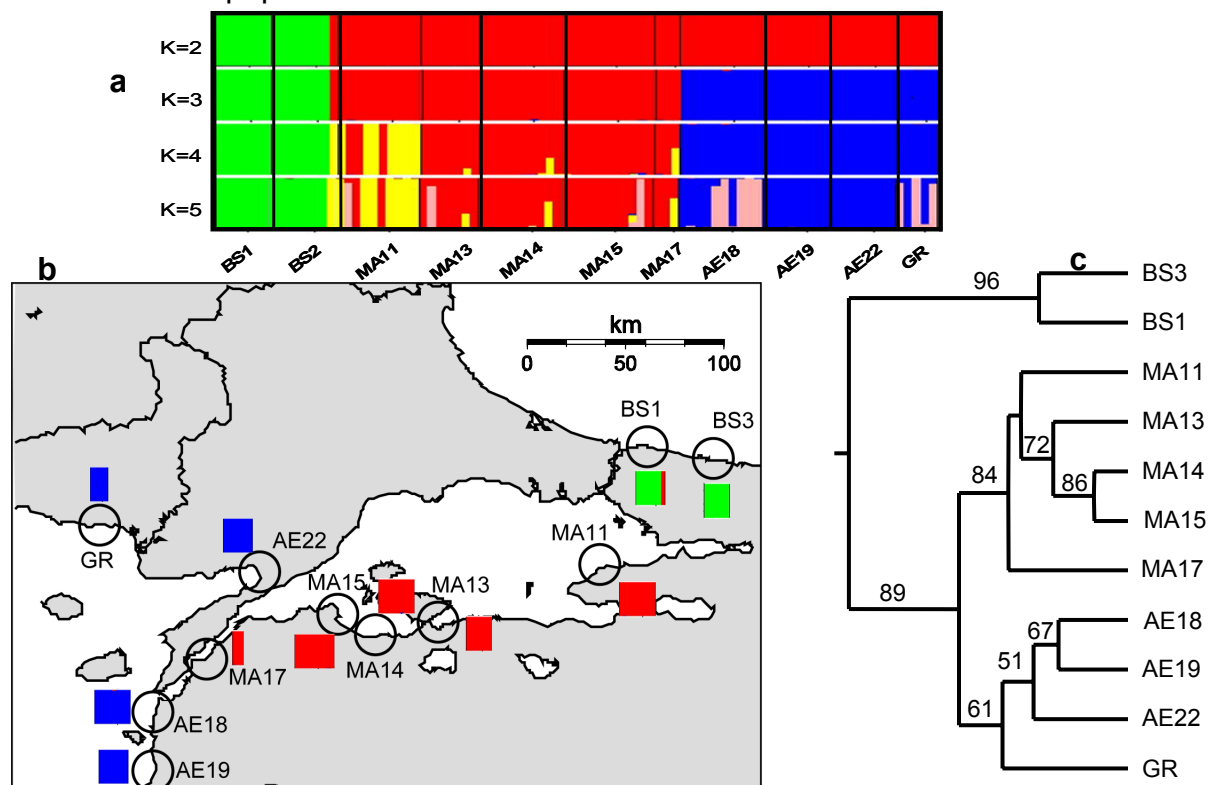 K=2
a
K=3
K=4
K=5
BS1 BS2 MA11 MA13 MA14 MA15 MA17 AE18 AE19 AE22 GR
b
km
0 50 100
BS1
BS3
GR
AE22
MA11
MA15
MA13
MA14
MA17
AE18
AE19
c
96
BS3
BS1
MA11
MA13
72
MA14
84
86
MA15
MA17
89
AE18
67
AE19
51
AE22
61
GR